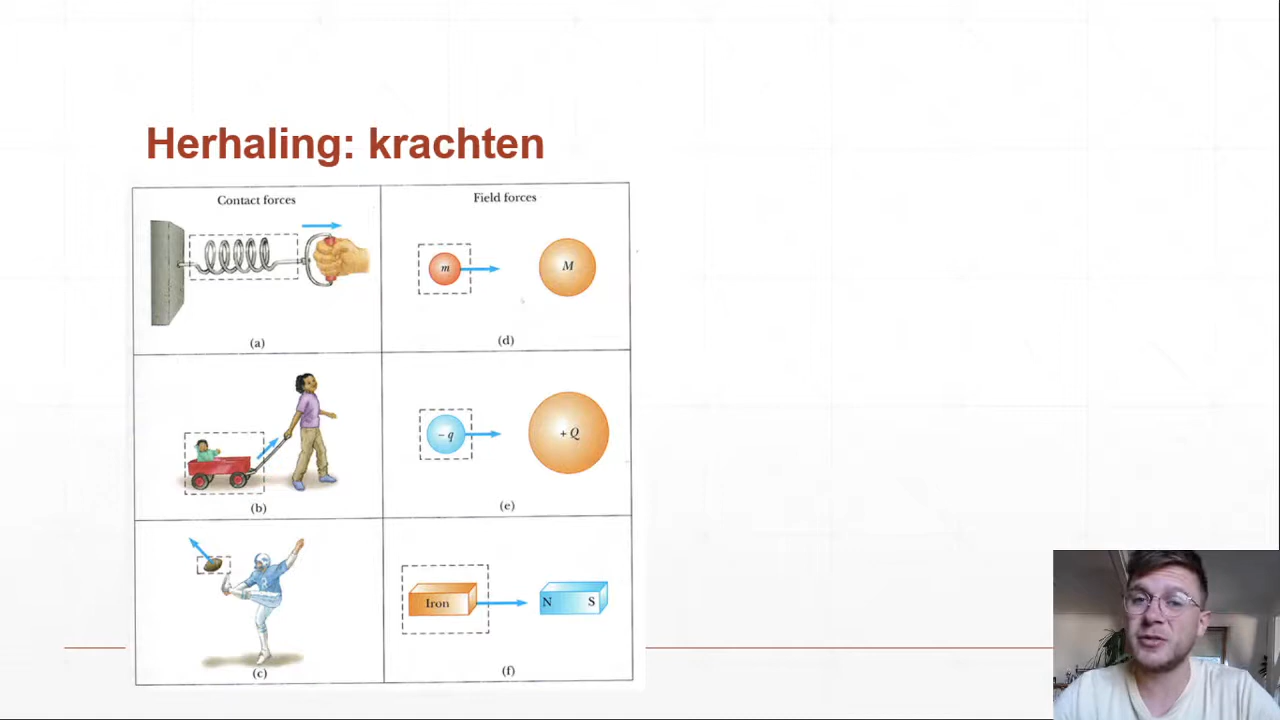 Herhaling: krachten
Contact forces
Field forces
m
M
(a)
(d)
- q
+ Q
(b)
(e)
Iron
N S
(c)
(f)